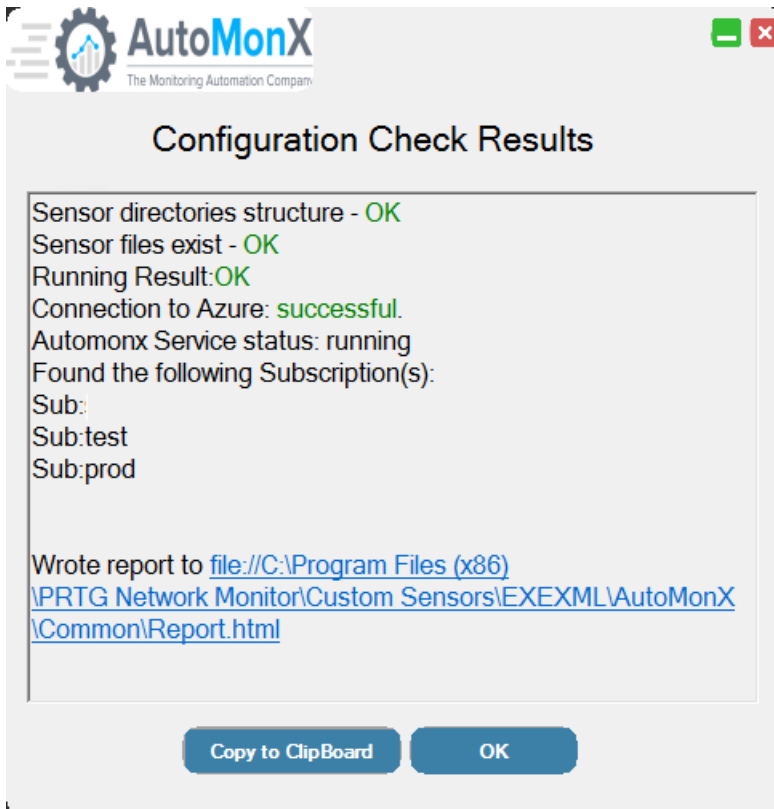 AutoMonX
The Monitoring Automation Company
Configuration Check Results
Sensor directories structure - OK
Sensor files exist - OK
Running Result:OK
Connection to Azure: successful.
Automonx Service status: running
Found the following Subscription(s):
Sub:
Sub:test
Sub:prod
Wrote report to file://C:\Program Files (x86)
\PRTG Network Monitor\Custom Sensors\EXEXML\AutoMonX
\Common\Report.html
Copy to ClipBoard
OK